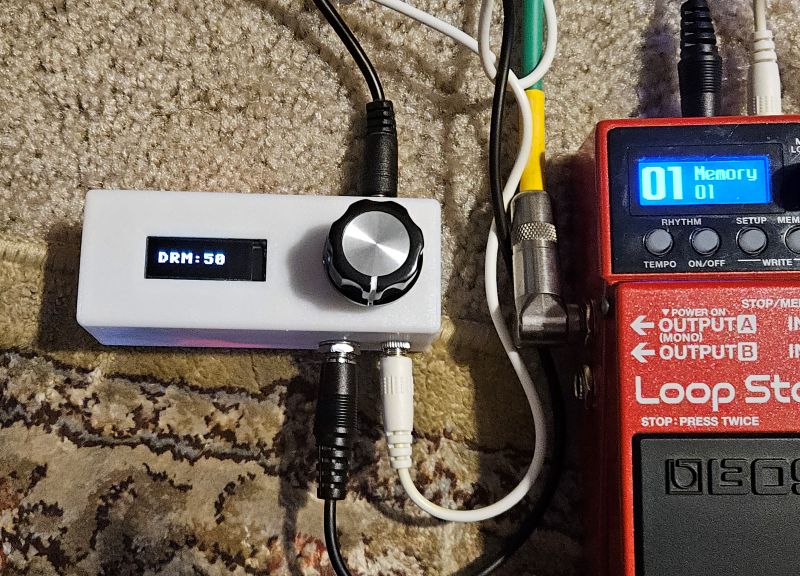 DRM:50
01
Memory
01
RHYTHM
SETUP
TEMPO
ON/OFF
WRITE
STOP/ME
▼POWER ON
← OUTPUT A
(MONO)
← OUTPUT B
Loop
STOP: PRESS TWICE